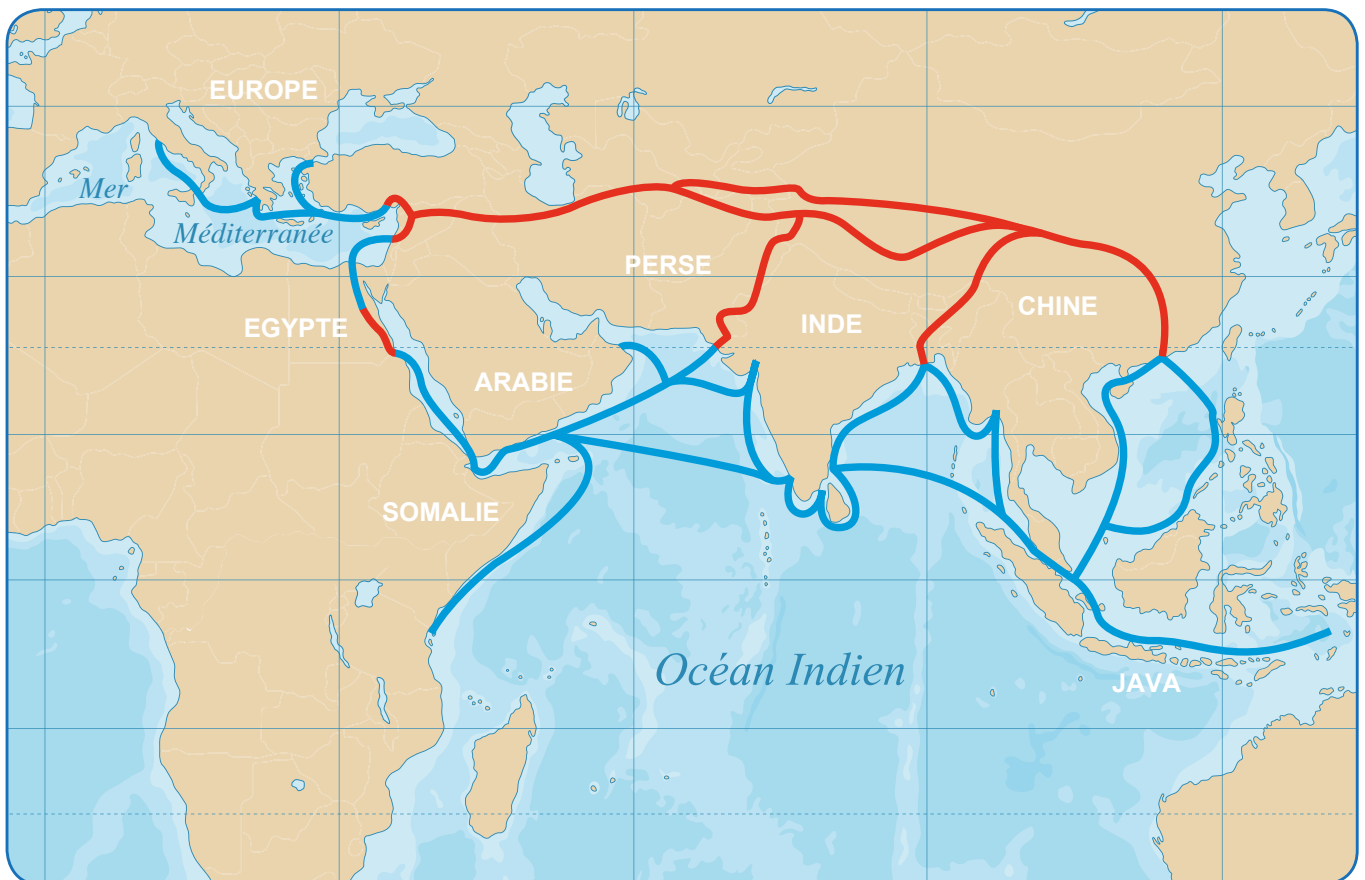 EUROPE
Mer
Méditerranée
PERSE
CHINE
EGYPTE
INDE
ARABIE
SOMALIE
Océan Indien
JAVA